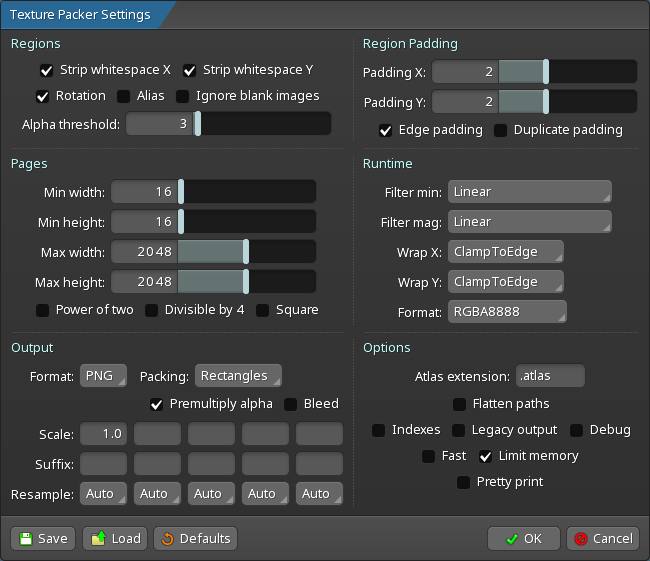 Texture Packer Settings
Regions
Strip whitespace X Strip whitespace Y
Rotation Alias Ignore blank images
Alpha threshold: 3
Region Padding
Padding X: 2
Padding Y: 2
Edge padding Duplicate padding
Pages
Min width: 16
Min height: 16
Max width: 2048
Max height: 2048
Power of two Divisible by 4 Square
Runtime
Filter min: Linear
Filter mag: Linear
Wrap X: ClampToEdge
Wrap Y: ClampToEdge
Format: RGBA8888
Output
Format: PNG Packing: Rectangles
Premultiply alpha Bleed
Scale: 1.0
Suffix:
Resample: Auto Auto Auto Auto Auto
Options
Atlas extension: .atlas
Flatten paths
Indexes Legacy output Debug
Fast Limit memory
Pretty print
Save Load Defaults OK Cancel